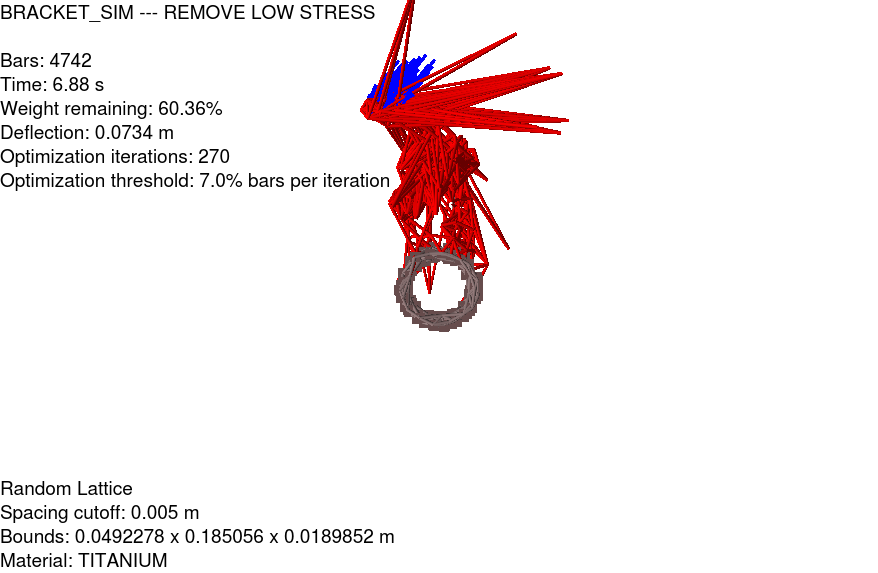 BRACKET_SIM --- REMOVE LOW STRESS
Bars: 4742
Time: 6.88 s
Weight remaining: 60.36%
Deflection: 0.0734 m
Optimization iterations: 270
Optimization threshold: 7.0% bars per iteration
Random Lattice
Spacing cutoff: 0.005 m
Bounds: 0.0492278 x 0.185056 x 0.0189852 m
Material: TITANIUM